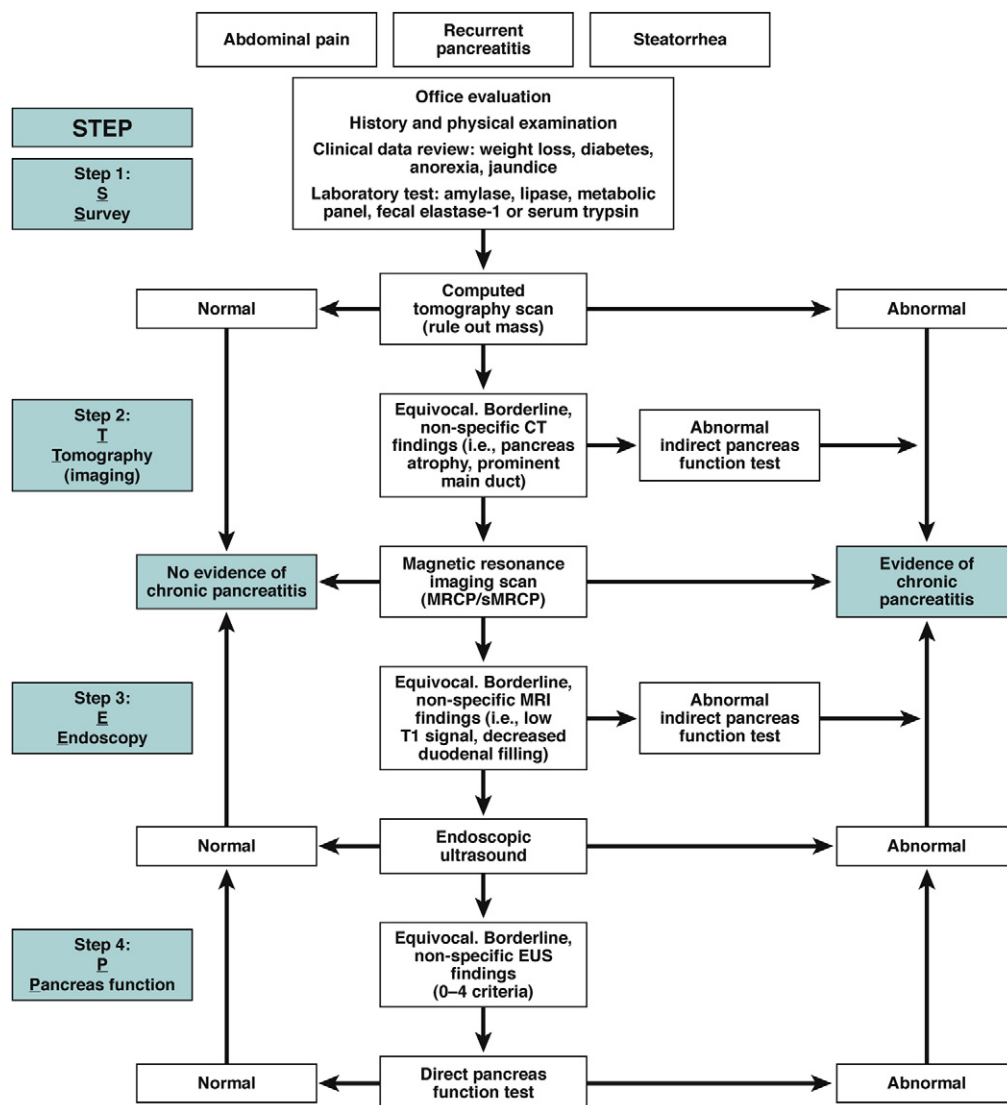 Abdominal pain
Recurrent
pancreatitis
Steatorrhea
STEP
Step 1:
S
Survey
Office evaluation
History and physical examination
Clinical data review: weight loss, diabetes,
anorexia, jaundice
Laboratory test: amylase, lipase, metabolic
panel, fecal elastase-1 or serum trypsin
Normal
Computed
tomography scan
(rule out mass)
Abnormal
Step 2:
T
Tomography
(imaging)
Equivocal. Borderline,
non-specific CT
findings (i.e., pancreas
atrophy, prominent
main duct)
Abnormal
indirect pancreas
function test
No evidence of
chronic pancreatitis
Magnetic resonance
imaging scan
(MRCP/sMRCP)
Evidence of
chronic
pancreatitis
Step 3:
E
Endoscopy
Equivocal. Borderline,
non-specific MRI
findings (i.e., low
T1 signal, decreased
duodenal filling)
Abnormal
indirect pancreas
function test
Normal
Endoscopic
ultrasound
Abnormal
Step 4:
P
Pancreas function
Equivocal. Borderline,
non-specific EUS
findings
(0–4 criteria)
Normal
Direct pancreas
function test
Abnormal